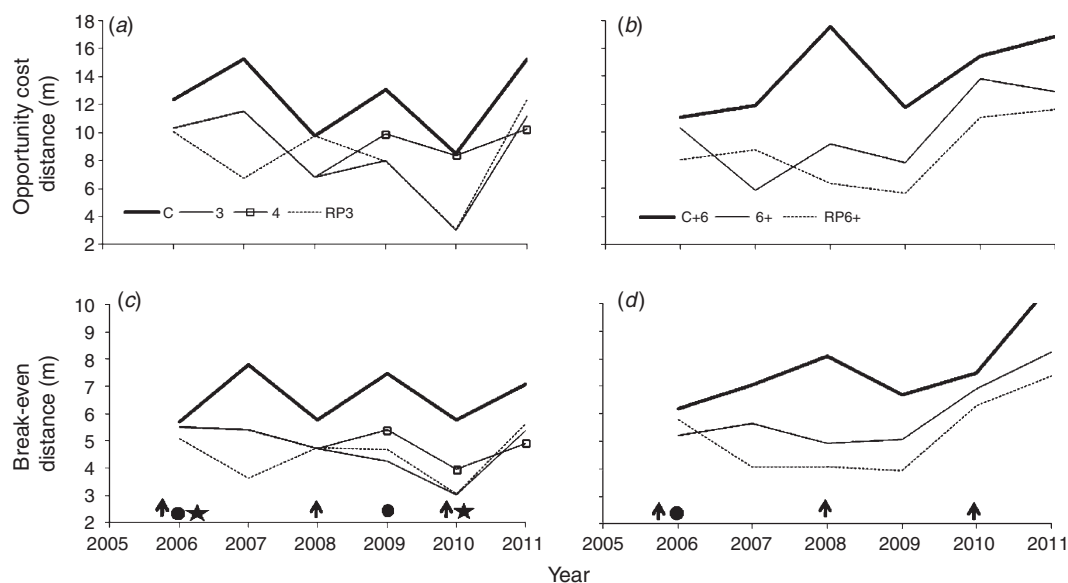 (a)
(b)
18
16
14
12
10
8
6
4
2
Opportunity cost
distance (m)
C 3 4 RP3
C+6 6+ RP6+
(c)
(d)
10
9
8
7
6
5
4
3
2
Break-even
distance (m)
2005 2006 2007 2008 2009 2010 2011
2005 2006 2007 2008 2009 2010 2011
Year